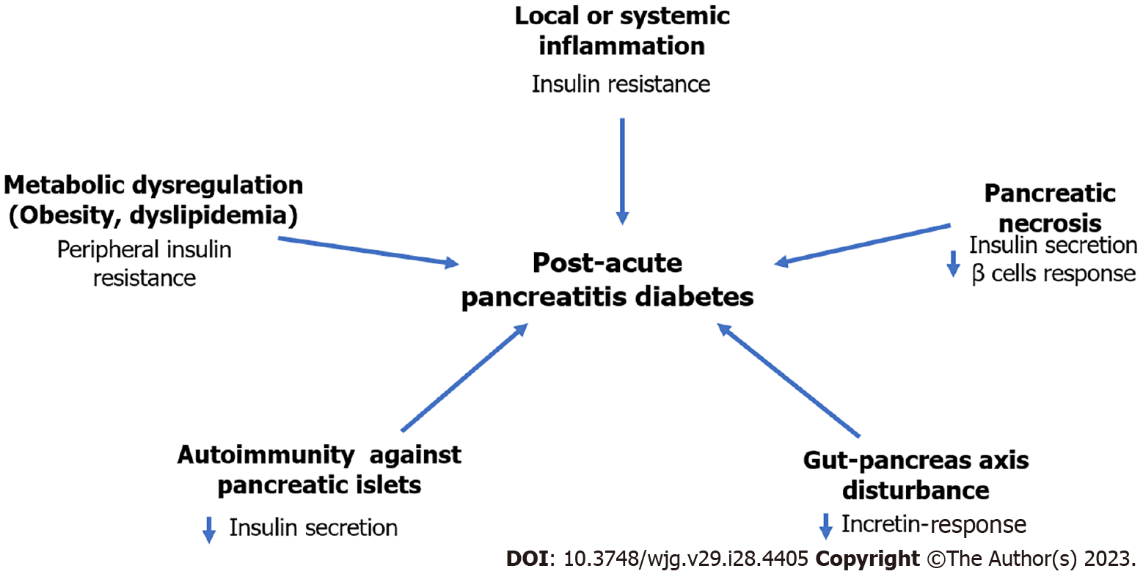 Local or systemic
inflammation
Insulin resistance
Metabolic dysregulation
(Obesity, dyslipidemia)
Peripheral insulin
resistance
Pancreatic
necrosis
Insulin secretion
β cells response
Post-acute
pancreatitis diabetes
Autoimmunity against
pancreatic islets
Insulin secretion
Gut-pancreas axis
disturbance
Incretin-response
DOI: 10.3748/wjg.v29.i28.4405 Copyright ©The Author(s) 2023.